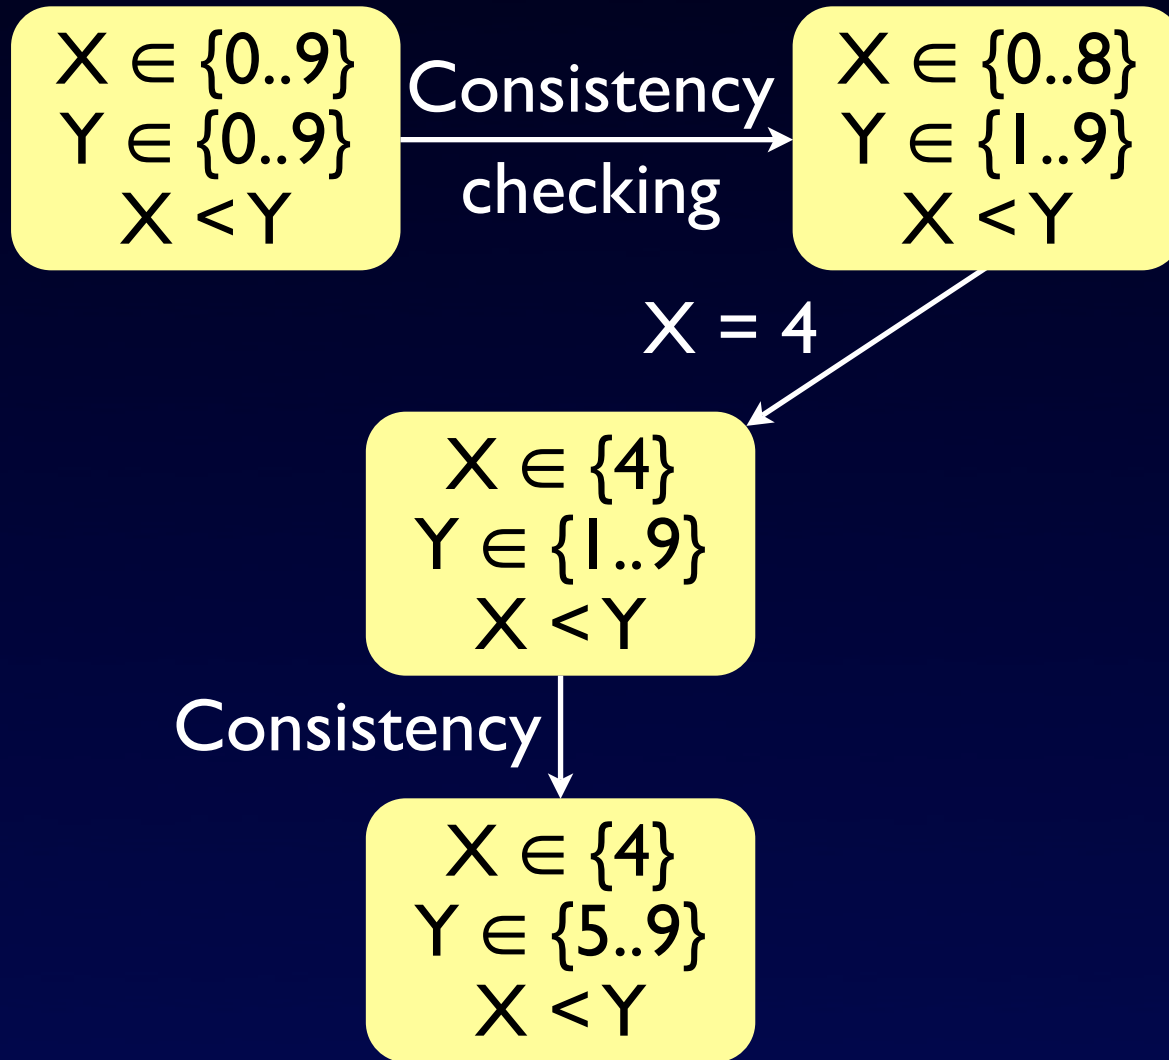 X ∈ {0..9}
Y ∈ {0..9}
X < Y
Consistency
checking
X ∈ {0..8}
Y ∈ {1..9}
X < Y
X = 4
X ∈ {4}
Y ∈ {1..9}
X < Y
Consistency
X ∈ {4}
Y ∈ {5..9}
X < Y